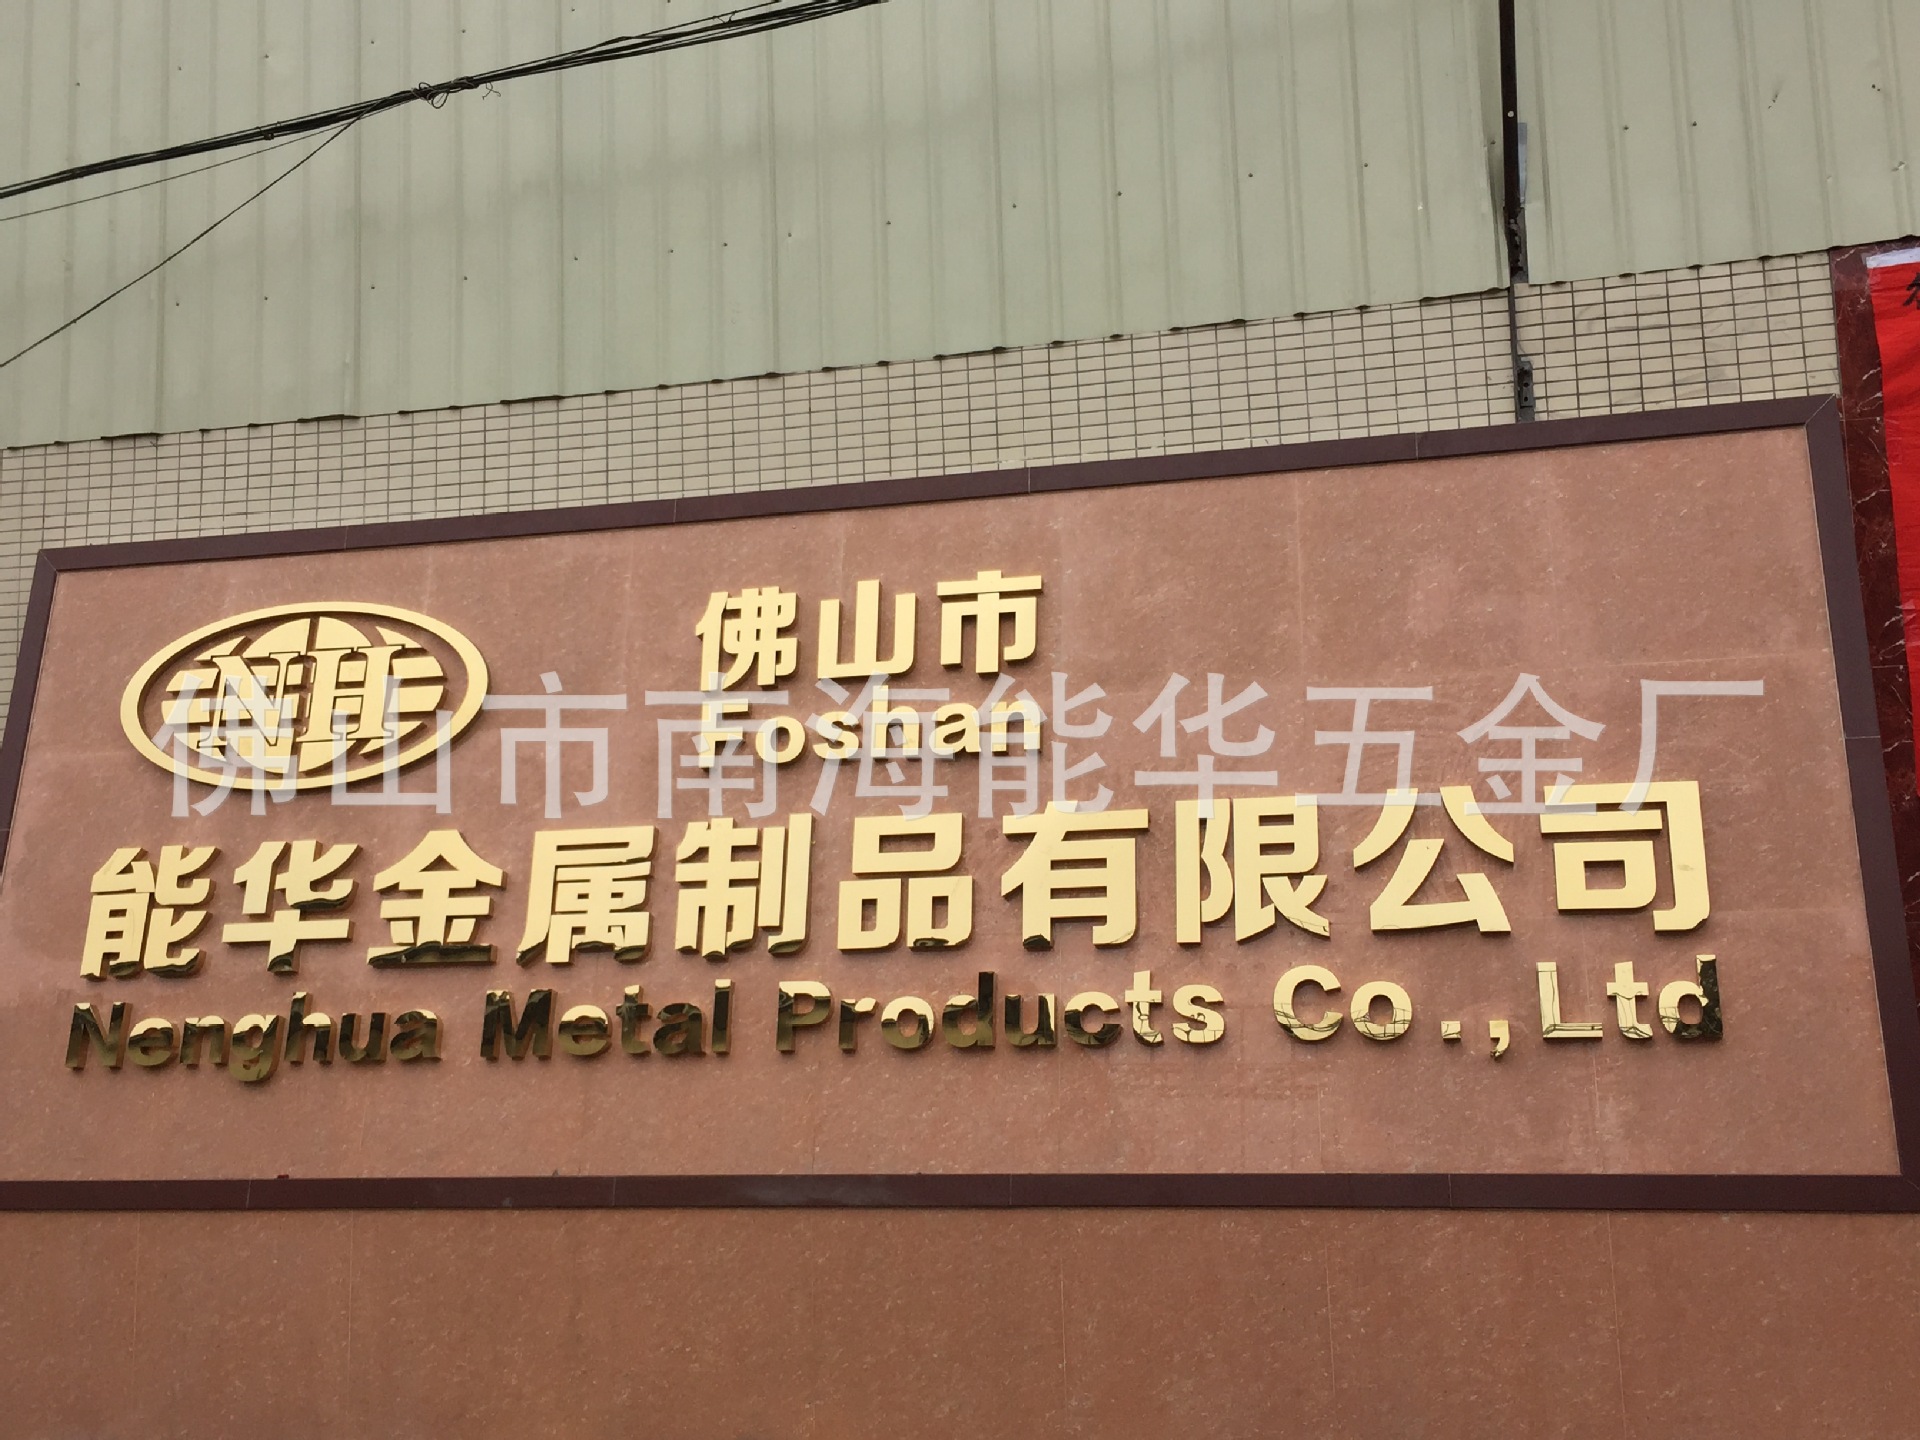 佛山市
NH
Foshan
佛山市南海能华五金厂
能华金属制品有限公司
Nenghua Metal Products Co.,Ltd